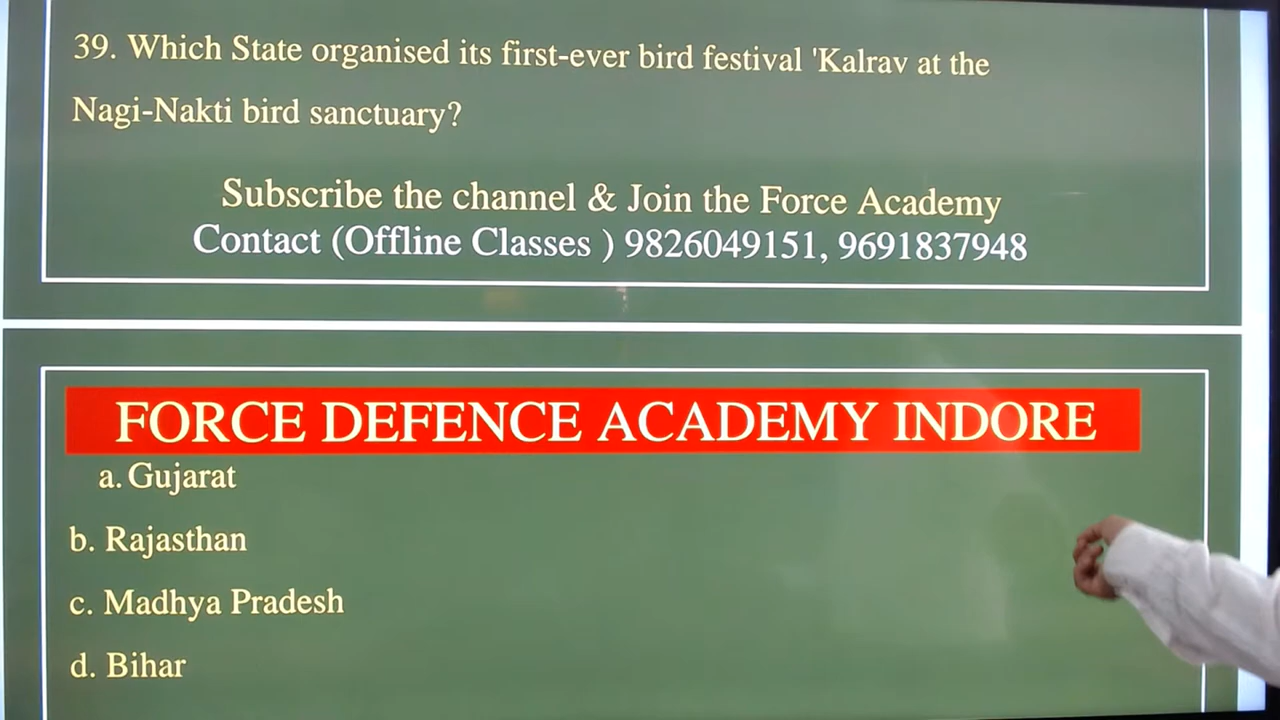 39. Which State organised its first-ever bird festival 'Kalrav at the
Nagi-Nakti bird sanctuary?
Subscribe the channel & Join the Force Academy
Contact (Offline Classes ) 9826049151, 9691837948
FORCE DEFENCE ACADEMY INDORE
a. Gujarat
b. Rajasthan
c. Madhya Pradesh
d. Bihar